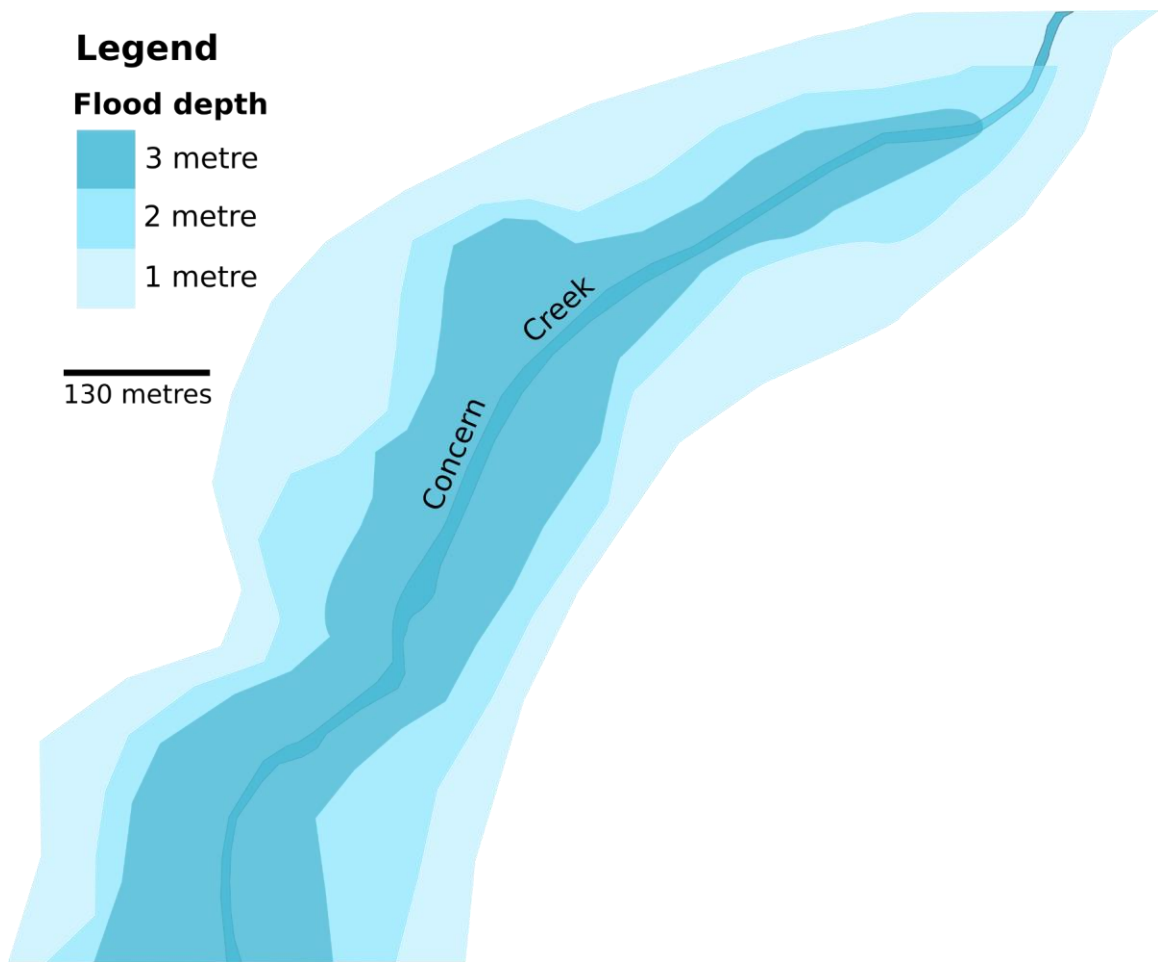 Legend
Flood depth
3 metre
2 metre
1 metre
130 metres
Concern
Creek